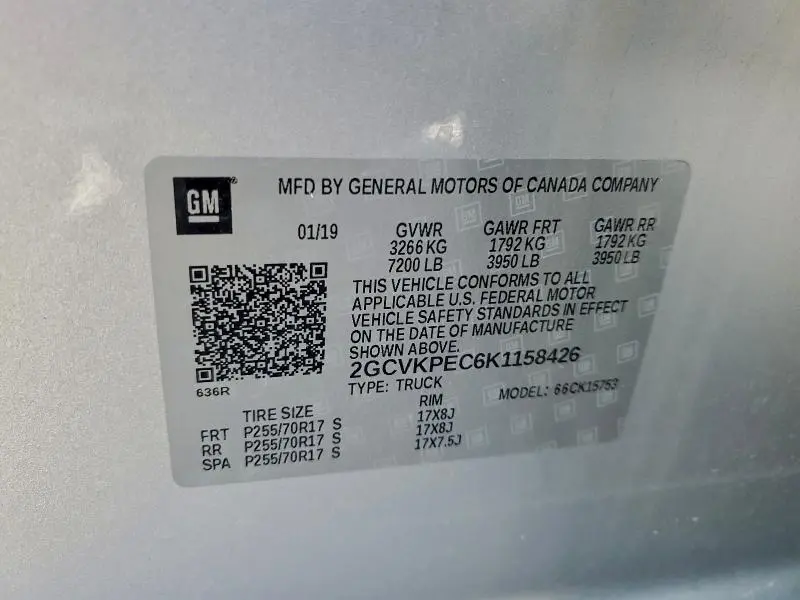 GM
MFD BY GENERAL MOTORS OF CANADA COMPANY
01/19 GVWR GAWR FRT GAWR RR
3266 KG 1792 KG 1792 KG
7200 LB 3950 LB 3950 LB
THIS VEHICLE CONFORMS TO ALL
APPLICABLE U.S. FEDERAL MOTOR
VEHICLE SAFETY STANDARDS IN EFFECT
ON THE DATE OF MANUFACTURE
SHOWN ABOVE.
2GCVKPEC6K1158426
636R
TYPE: TRUCK MODEL: 66CK15753
TIRE SIZE RIM
FRT P255/70R17 S 17X8J
RR P255/70R17 S 17X8J
SPA P255/70R17 S 17X7.5J